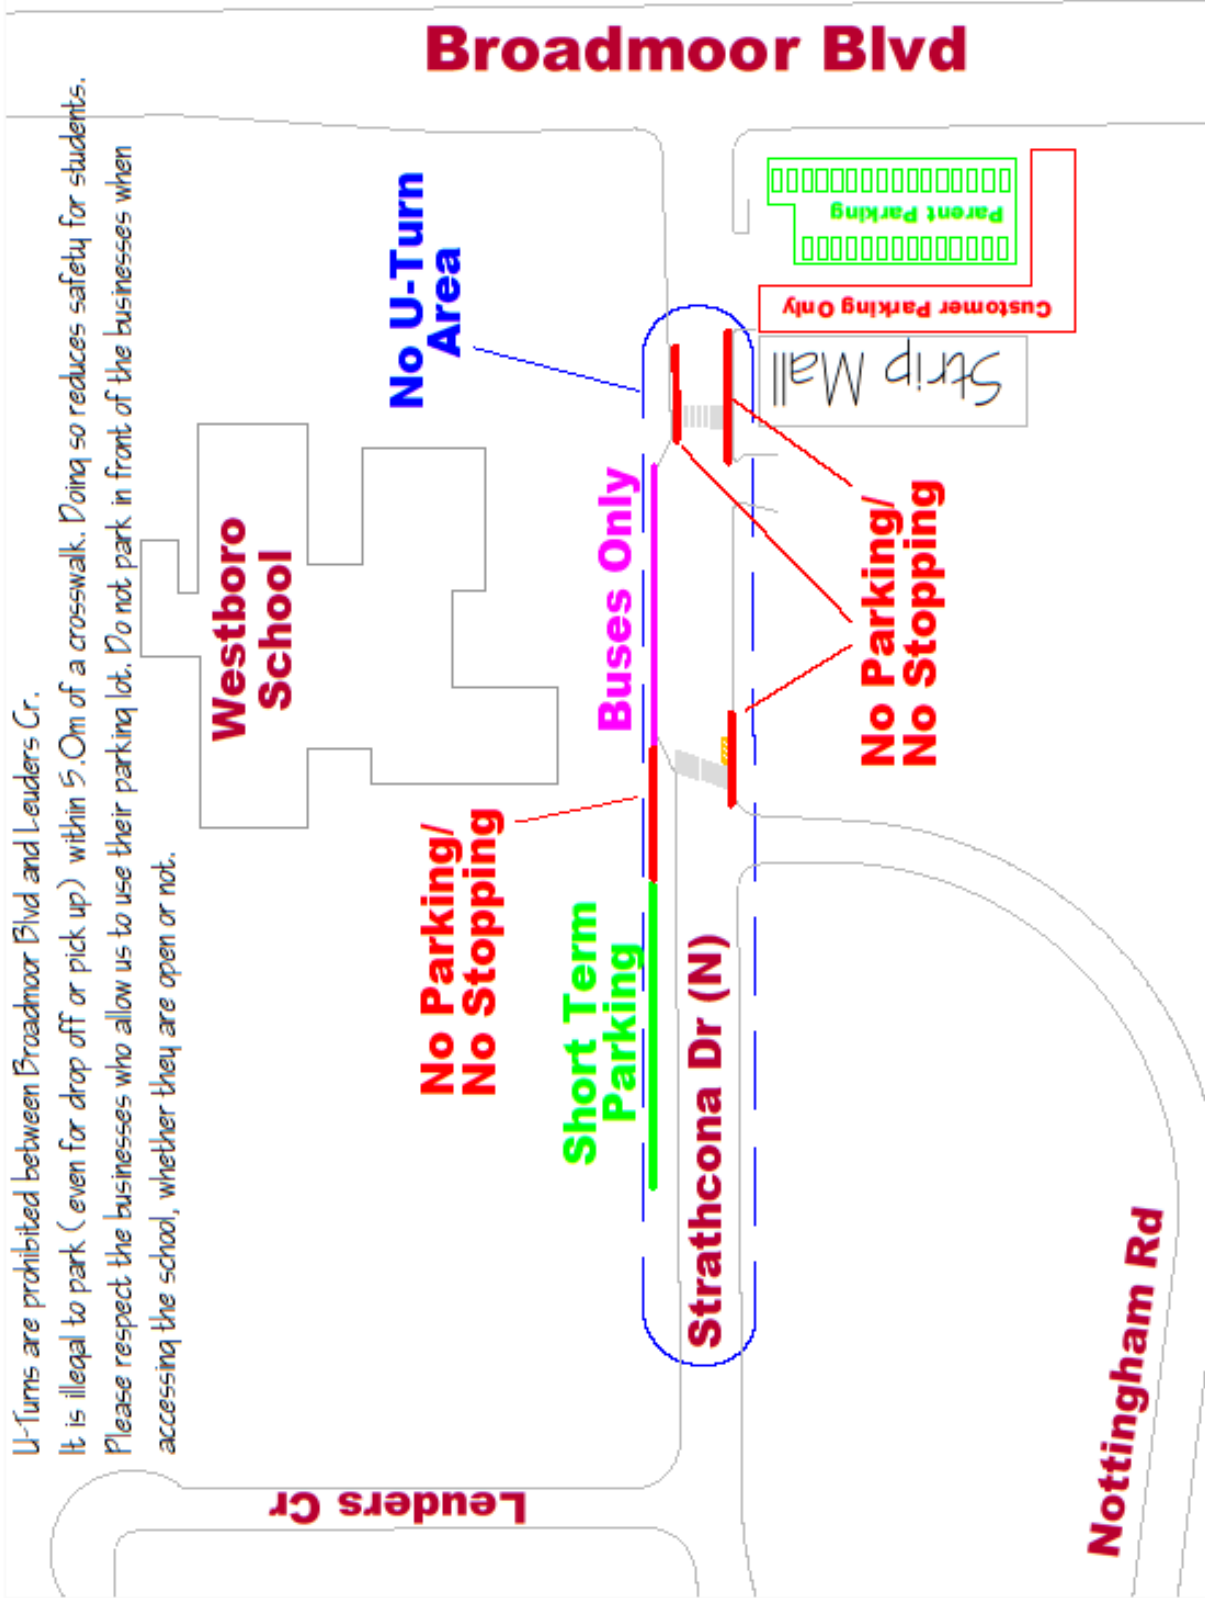 U-Turns are prohibited between Broadmoor Blvd and Leuders Cr.
It is illegal to park (even for drop off or pick up) within 5.0m of a crosswalk. Doing so reduces safety for students.
Please respect the businesses who allow us to use their parking lot. Do not park in front of the businesses when
accessing the school, whether they are open or not.
Westboro
School
No U-Turn
Area
No Parking/
No Stopping
Short Term
Parking
Buses Only
Strathcona Dr (N)
Leuders Cr
Broadmoor Blvd
Parent Parking
Customer Parking Only
Strip Mall
No Parking/
No Stopping
Nottingham Rd